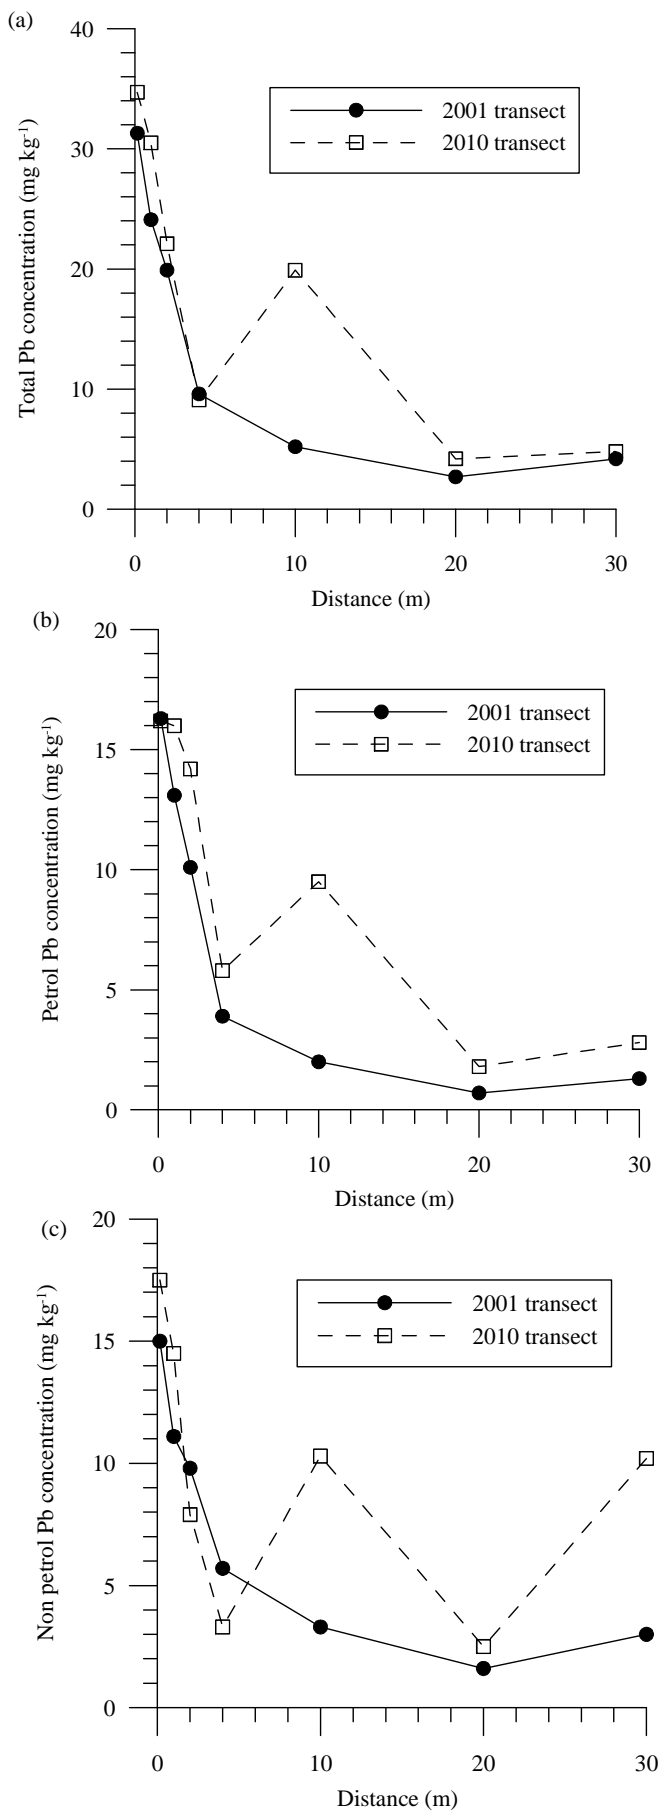 (a)
40
30
20
10
0
Total Pb concentration (mg kg-1)
2001 transect
2010 transect
0 10 20 30
Distance (m)
(b)
20
15
10
5
0
Petrol Pb concentration (mg kg-1)
2001 transect
2010 transect
0 10 20 30
Distance (m)
(c)
20
15
10
5
0
Non petrol Pb concentration (mg kg-1)
2001 transect
2010 transect
0 10 20 30
Distance (m)